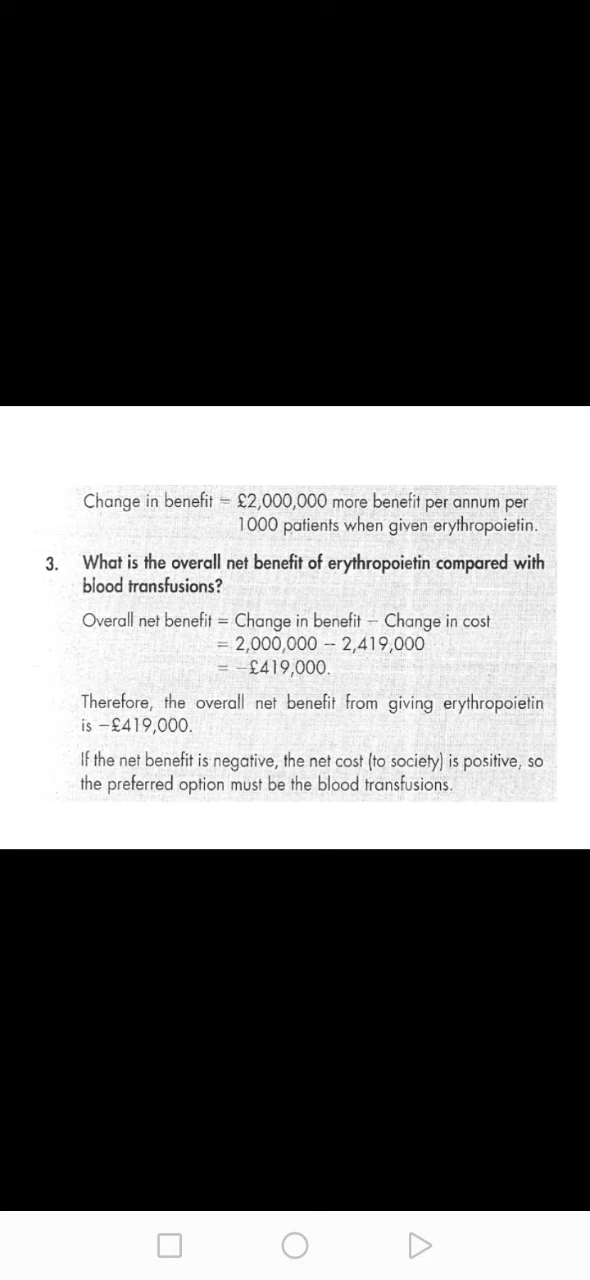 Change in benefit = £2,000,000 more benefit per annum per
1000 patients when given erythropoietin.
3. What is the overall net benefit of erythropoietin compared with
blood transfusions?
Overall net benefit = Change in benefit – Change in cost
= 2,000,000 – 2,419,000
= –£419,000.
Therefore, the overall net benefit from giving erythropoietin
is –£419,000.
If the net benefit is negative, the net cost (to society) is positive, so
the preferred option must be the blood transfusions.